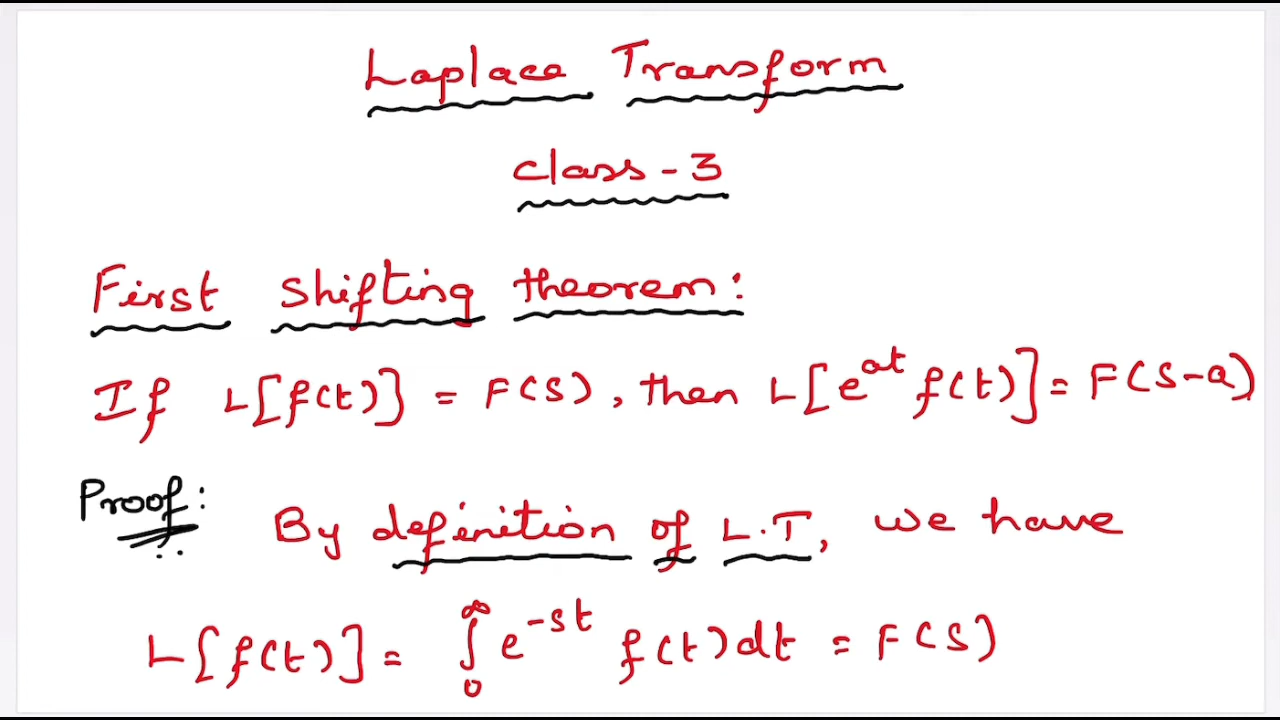 Laplace Transform
class-3
First shifting theorem:
If L[f(t)] = F(s), then L[e^at f(t)] = F(s-a)
Proof:
By definition of L.T, we have
L[f(t)] = ∫₀^∞ e^-st f(t)dt = F(s)